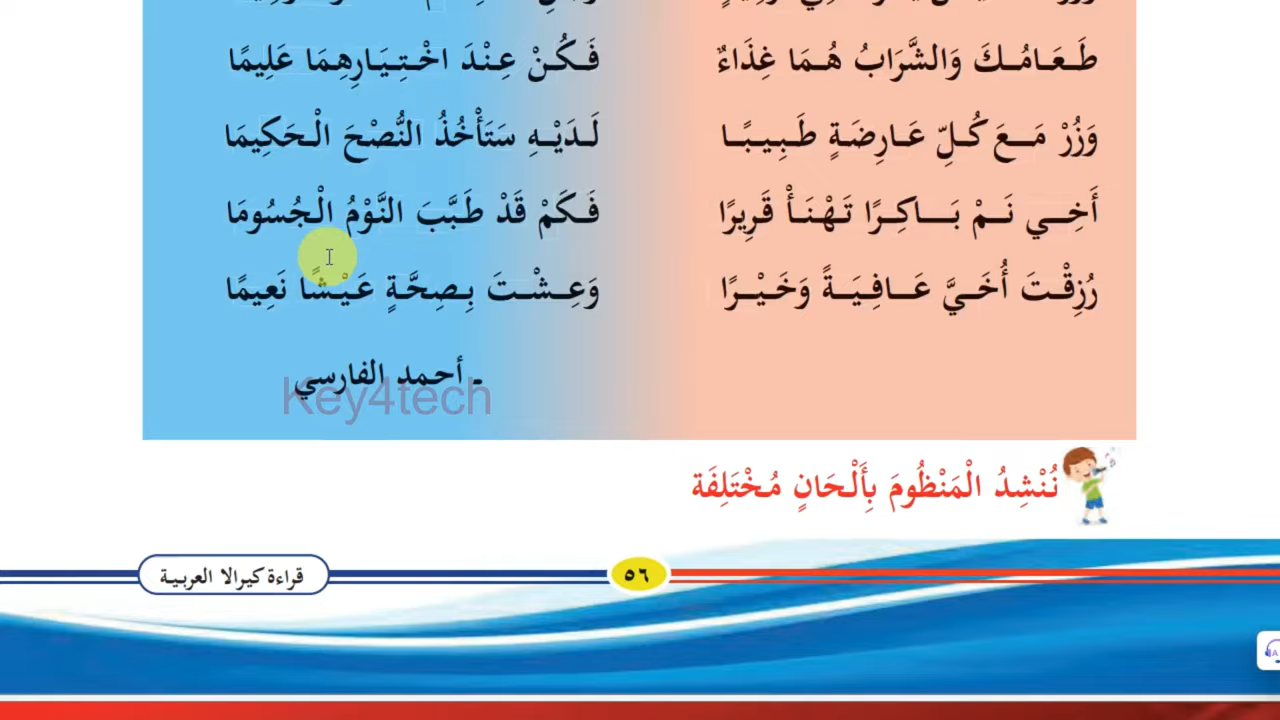 طَعَامُكَ وَالشَّرَابُ هُمَا غِذَاءٌ فَكُنْ عِنْدَ اخْتِيَارِهِمَا عَلِيمًا
وَزُرْ مَعَ كُلِّ عَارِضَةٍ طَبِيبًا لَدَيْهِ سَتَأْخُذُ النُّصْحَ الْحَكِيمَا
أَخِي نَمْ بَاكِرًا تَهْنَأْ قَرِيرًا فَكَمْ قَدْ طَبَّبَ النَّوْمُ الْجُسُومَا
رُزِقْتَ أُخَيَّ عَافِيَةً وَخَيْرًا وَعِشْتَ بِصِحَّةٍ عَيْشًا نَعِيمًا
- أحمد الفارسي
Key4tech
نُنْشِدُ الْمَنْظُومَ بِأَلْحَانٍ مُخْتَلِفَة
٥٦
قراءة كيرالا العربية